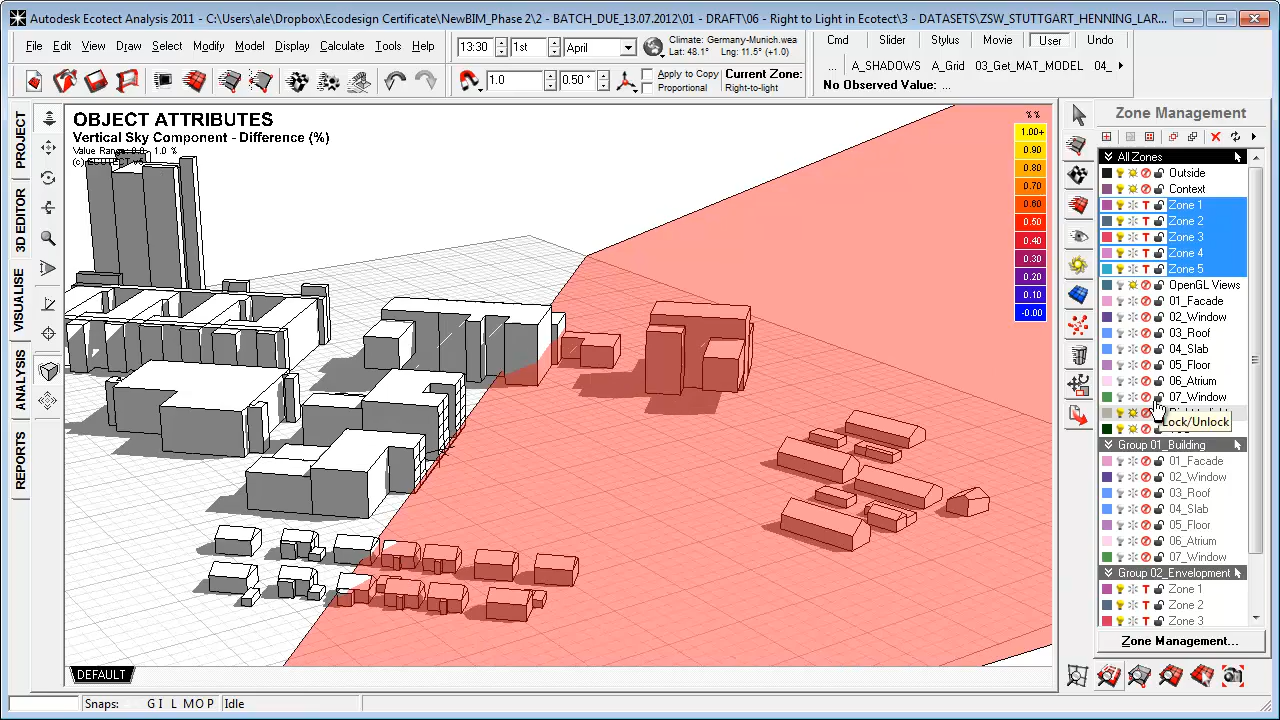 Autodesk Ecotect Analysis 2011 - C:\Users\ale\Dropbox\Ecodesign Certificate\NewBIM_Phase 2\2 - BATCH_DUE_13.07.2012\01 - DRAFT\06 - Right to Light in Ecotect\3 - DATASETS\ZSW_STUTTGART_HENNING_LAR...
File Edit View Draw Select Modify Model Display Calculate Tools Help
13:30 1st April
Climate: Germany-Munich.wea
Lat: 48.1° Lng: 11.5° (+1.0)
Cmd Slider Stylus Movie User Undo
... A_SHADOWS A_Grid 03_Get_MAT_MODEL 04_
No Observed Value: ...
1.0 0.50°
Apply to Copy
Proportional
Current Zone:
Right-to-light
PROJECT
3D EDITOR
VISUALISE
ANALYSIS
REPORTS
OBJECT ATTRIBUTES
Vertical Sky Component - Difference (%)
% %
1.00+
0.90
0.80
0.70
0.60
0.50
0.40
0.30
0.20
0.10
-0.00
DEFAULT
Zone Management
All Zones
Outside
Context
Zone 1
Zone 2
Zone 3
Zone 4
Zone 5
OpenGL Views
01_Facade
02_Window
03_Roof
04_Slab
05_Floor
06_Atrium
07_Window
Lock/Unlock
Group 01_Building
01_Facade
02_Window
03_Roof
04_Slab
05_Floor
06_Atrium
07_Window
Group 02_Envelopment
Zone 1
Zone 2
Zone 3
Zone Management...
Snaps: G I L M O P Idle